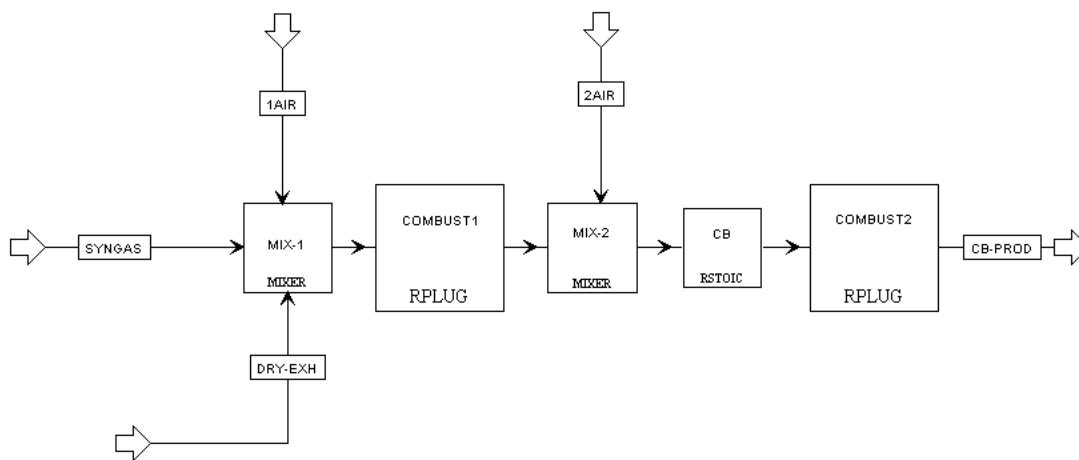 1AIR
2AIR
SYNGAS
MIX-1
MIXER
COMBUST1
RPLUG
MIX-2
MIXER
CB
RSTOIC
COMBUST2
RPLUG
CB-PROD
DRY-EXH